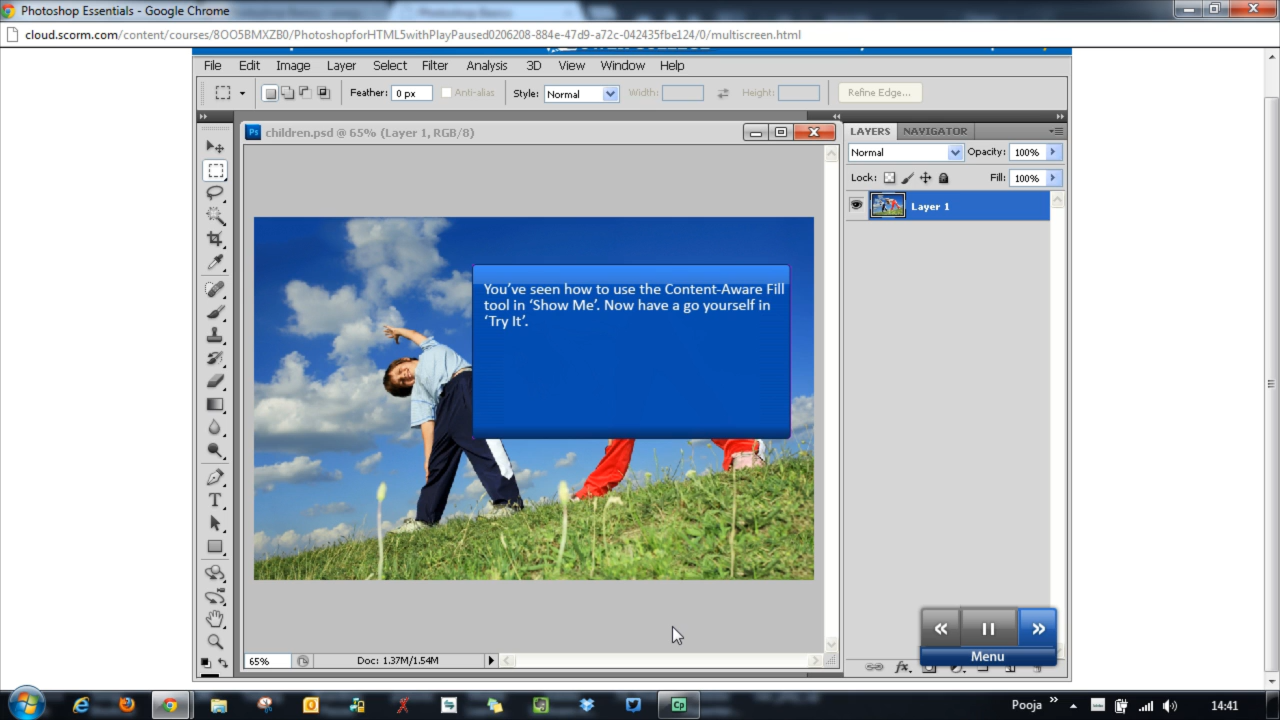 Photoshop Essentials - Google Chrome
cloud.scorm.com/content/courses/8OO5BMXZB0/PhotoshopforHTML5withPlayPaused0206208-884e-47d9-a72c-042435fbe124/0/multiscreen.html
File Edit Image Layer Select Filter Analysis 3D View Window Help
Feather: 0 px Anti-alias Style: Normal Width: Height: Refine Edge...
Ps children.psd @ 65% (Layer 1, RGB/8)
LAYERS NAVIGATOR
Normal Opacity: 100%
Lock: Fill: 100%
Layer 1
You've seen how to use the Content-Aware Fill
tool in ‘Show Me’. Now have a go yourself in
‘Try It’.
Menu
65% Doc: 1.37M/1.54M
Pooja 14:41